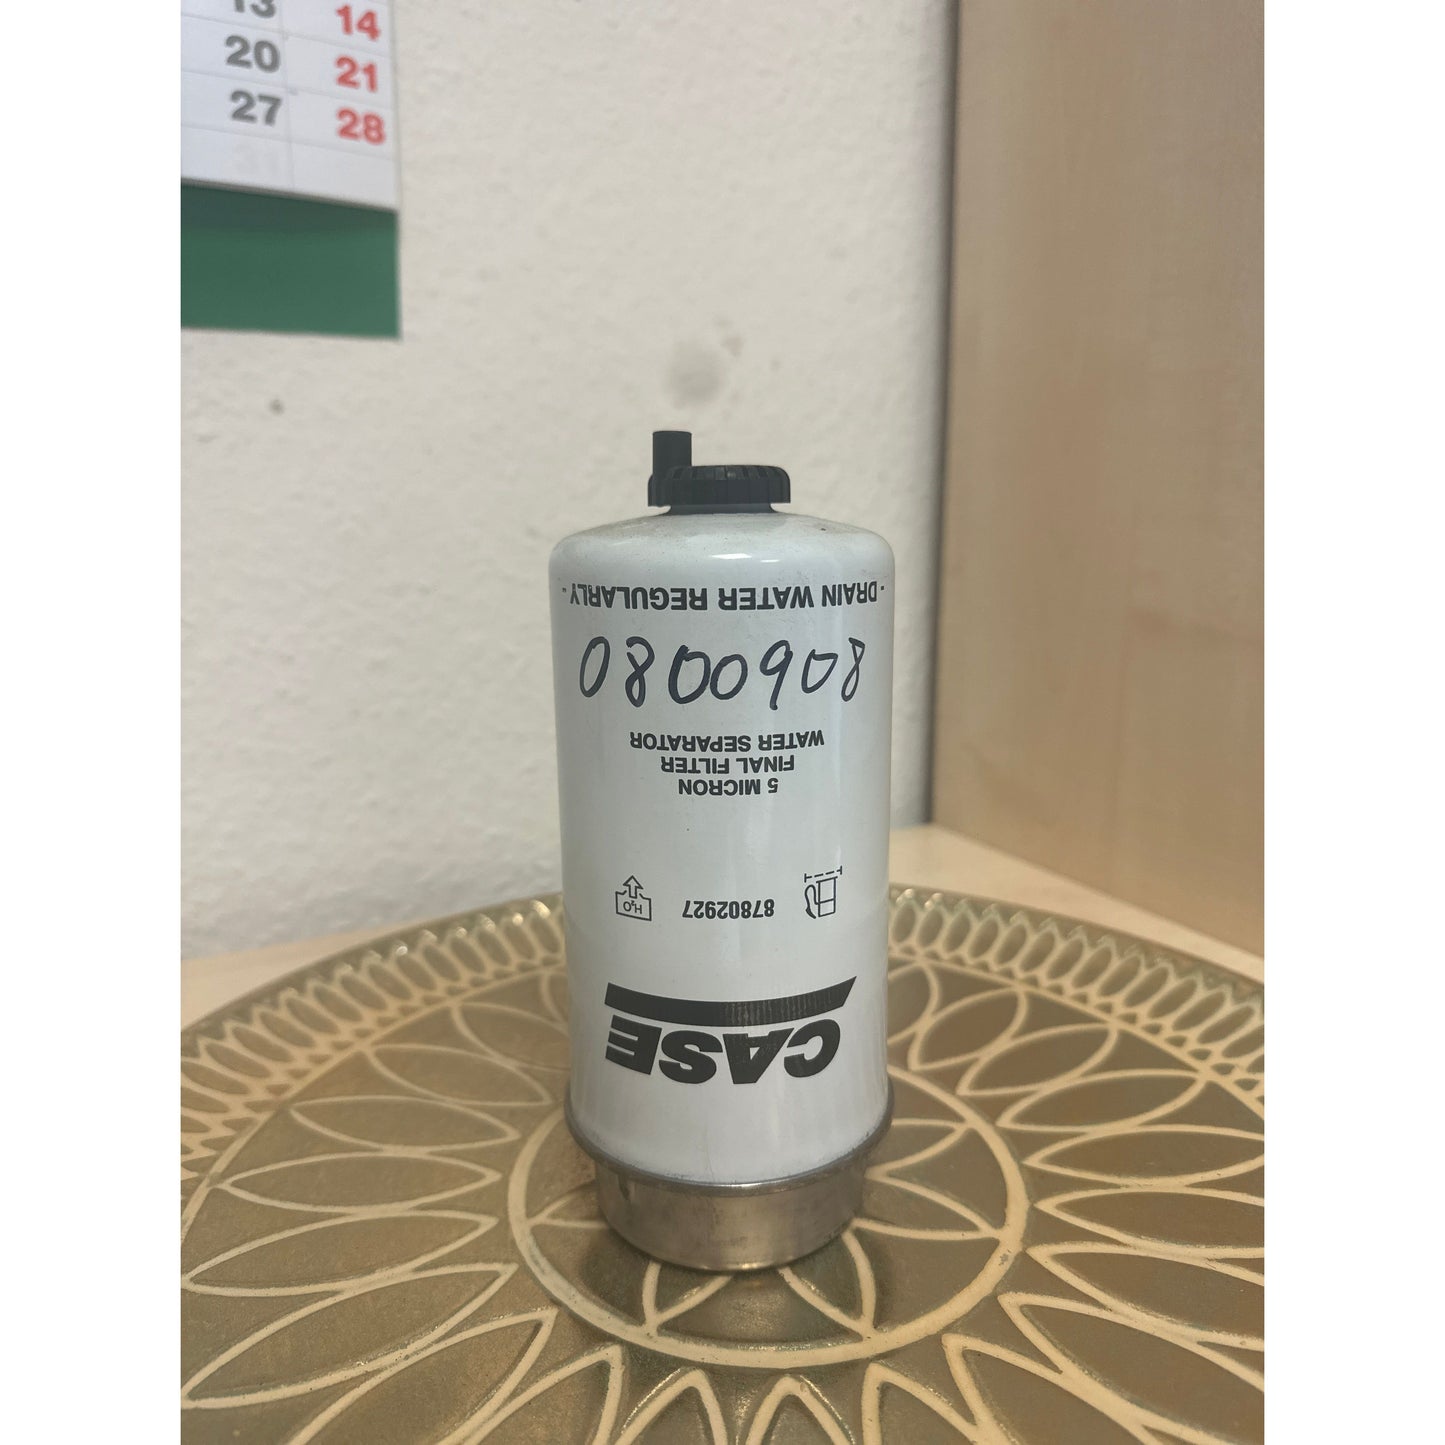 13 14
20 21
27 28
31
- DRAIN WATER REGULARLY -
0800908
WATER SEPARATOR
FINAL FILTER
5 MICRON
H₂O
87802927
CASE